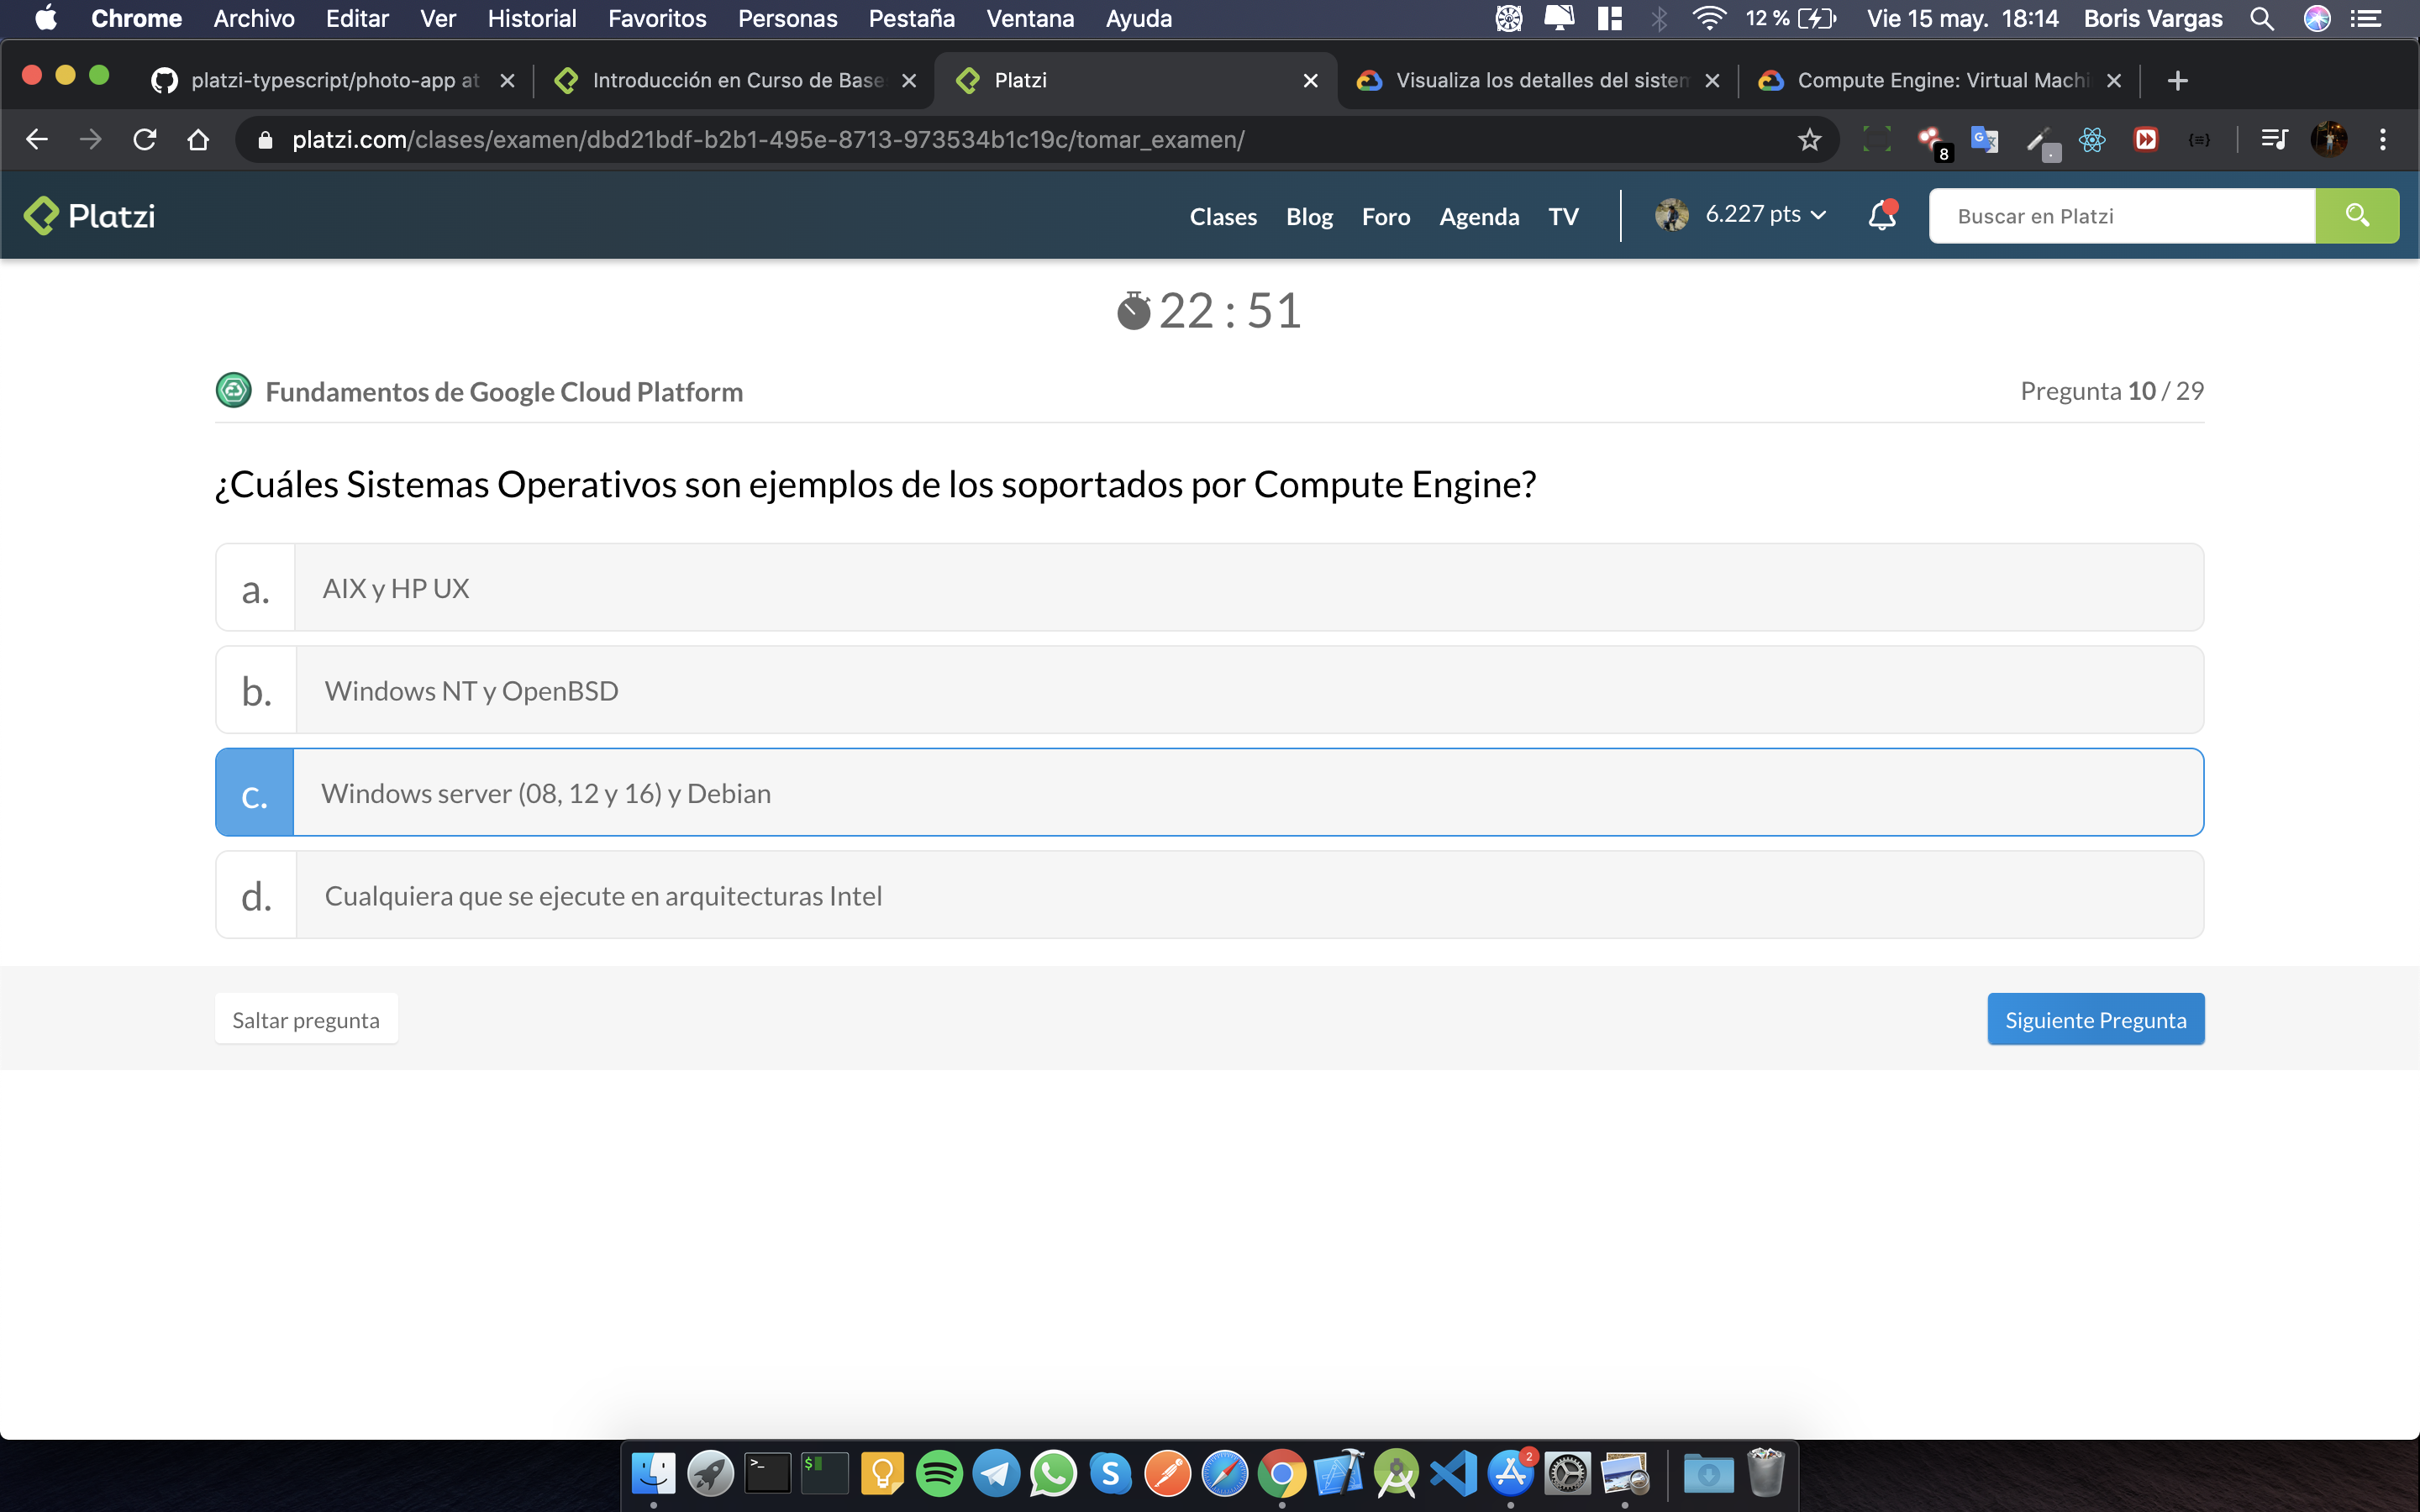 Chrome Archivo Editar Ver Historial Favoritos Personas Pestaña Ventana Ayuda 12 % Vie 15 may. 18:14 Boris Vargas
platzi-typescript/photo-app at Introducción en Curso de Base Platzi Visualiza los detalles del sistem Compute Engine: Virtual Machi
platzi.com/clases/examen/dbd21bdf-b2b1-495e-8713-973534b1c19c/tomar_examen/ 8
Platzi Clases Blog Foro Agenda TV 6.227 pts Buscar en Platzi
22 : 51
Fundamentos de Google Cloud Platform Pregunta 10 / 29
¿Cuáles Sistemas Operativos son ejemplos de los soportados por Compute Engine?
a. AIX y HP UX
b. Windows NT y OpenBSD
c. Windows server (08, 12 y 16) y Debian
d. Cualquiera que se ejecute en arquitecturas Intel
Saltar pregunta Siguiente Pregunta
2